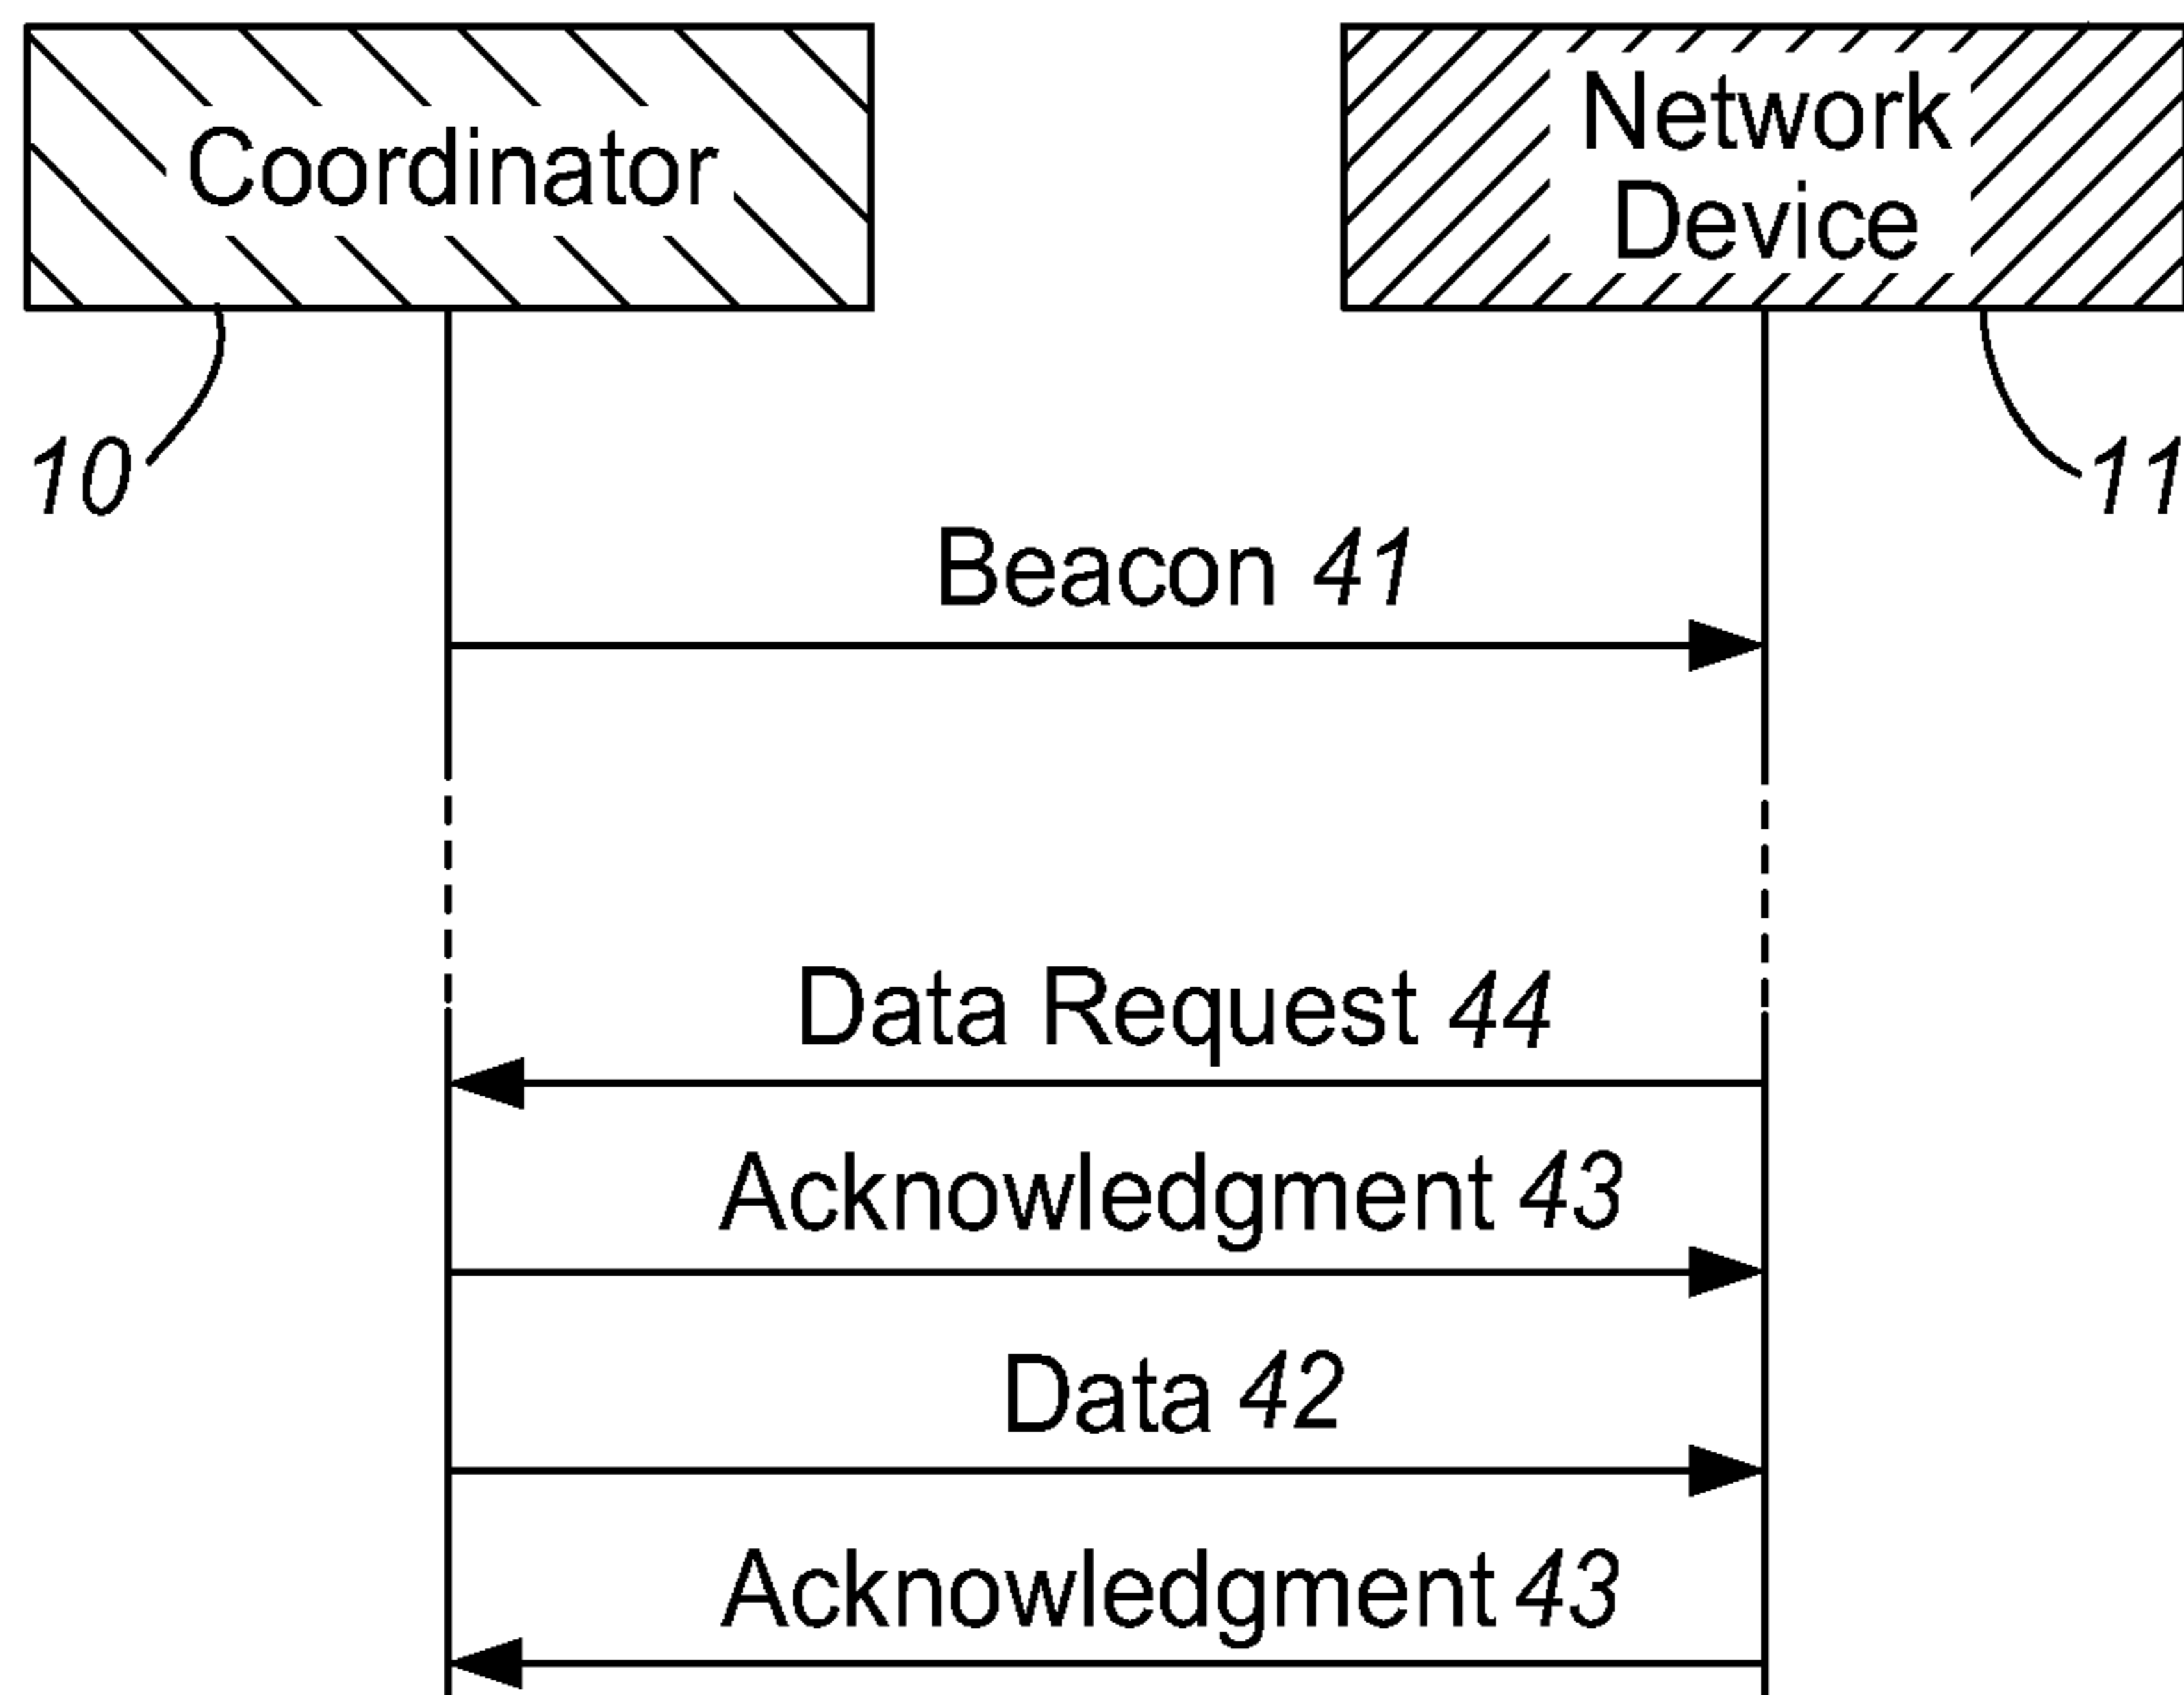 Coordinator
Network
Device
10
11
Beacon 41
Data Request 44
Acknowledgment 43
Data 42
Acknowledgment 43